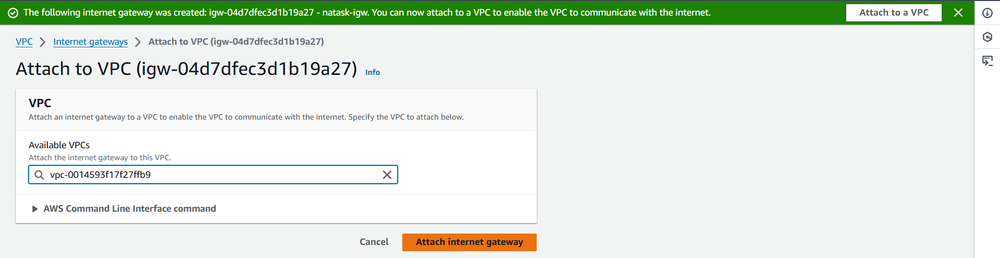 The following internet gateway was created: igw-04d7dfec3d1b19a27 - natask-igw. You can now attach to a VPC to enable the VPC to communicate with the internet.
Attach to a VPC
VPC
Internet gateways
Attach to VPC (igw-04d7dfec3d1b19a27)
Attach to VPC (igw-04d7dfec3d1b19a27) Info
VPC
Attach an internet gateway to a VPC to enable the VPC to communicate with the internet. Specify the VPC to attach below.
Available VPCs
Attach the internet gateway to this VPC.
vpc-0014593f17f27ffb9
AWS Command Line Interface command
Cancel
Attach internet gateway